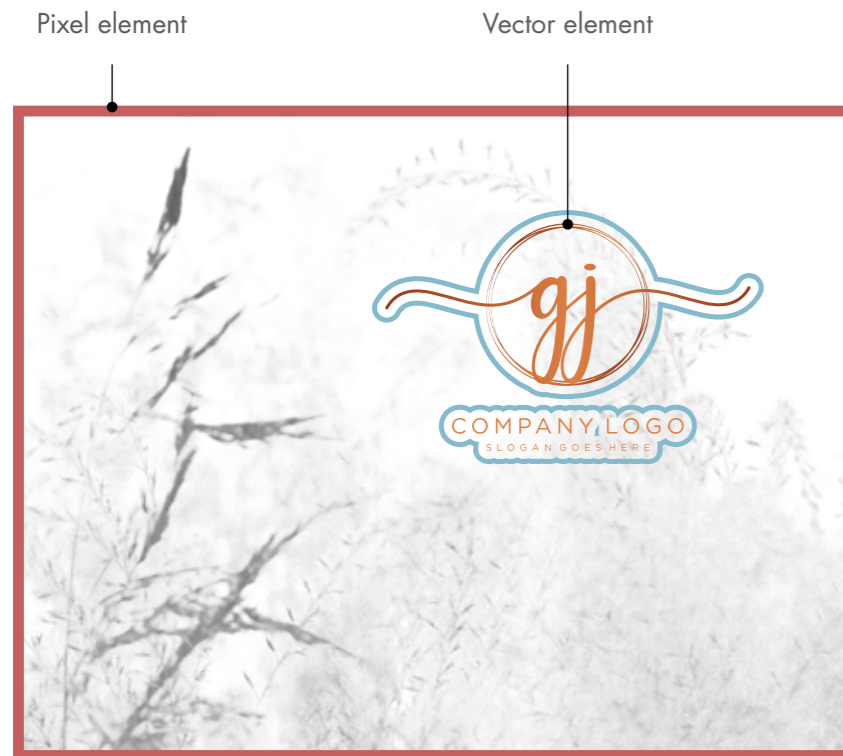 Pixel element
Vector element
gj
COMPANY LOGO
SLOGAN GOES HERE